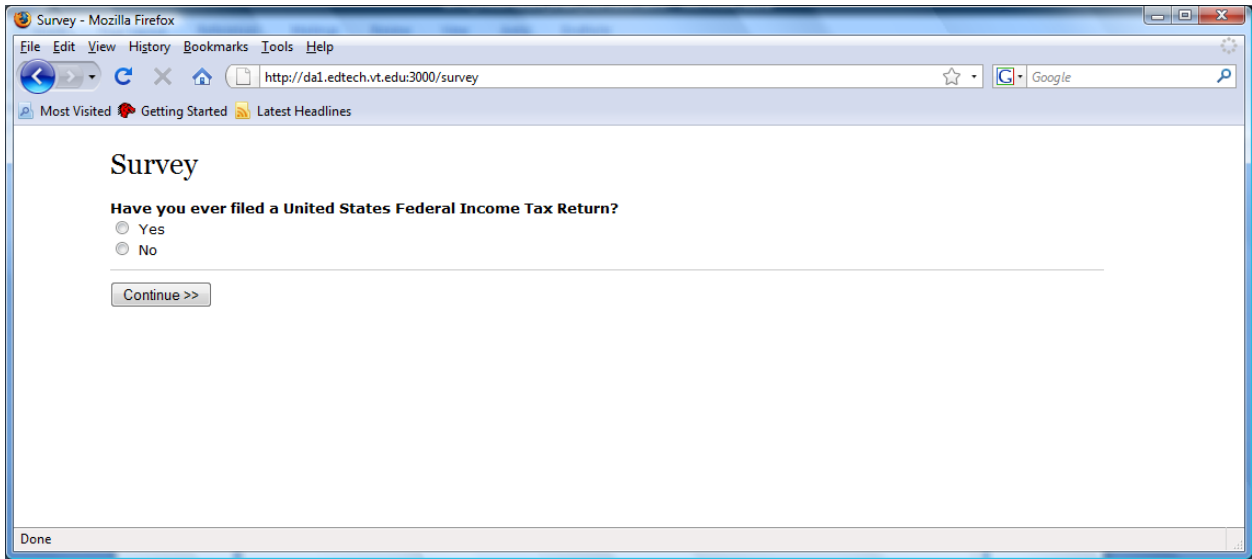 Survey - Mozilla Firefox
File Edit View History Bookmarks Tools Help
http://da1.edtech.vt.edu:3000/survey
G Google
Most Visited Getting Started Latest Headlines
Survey
Have you ever filed a United States Federal Income Tax Return?
Yes
No
Continue >>
Done